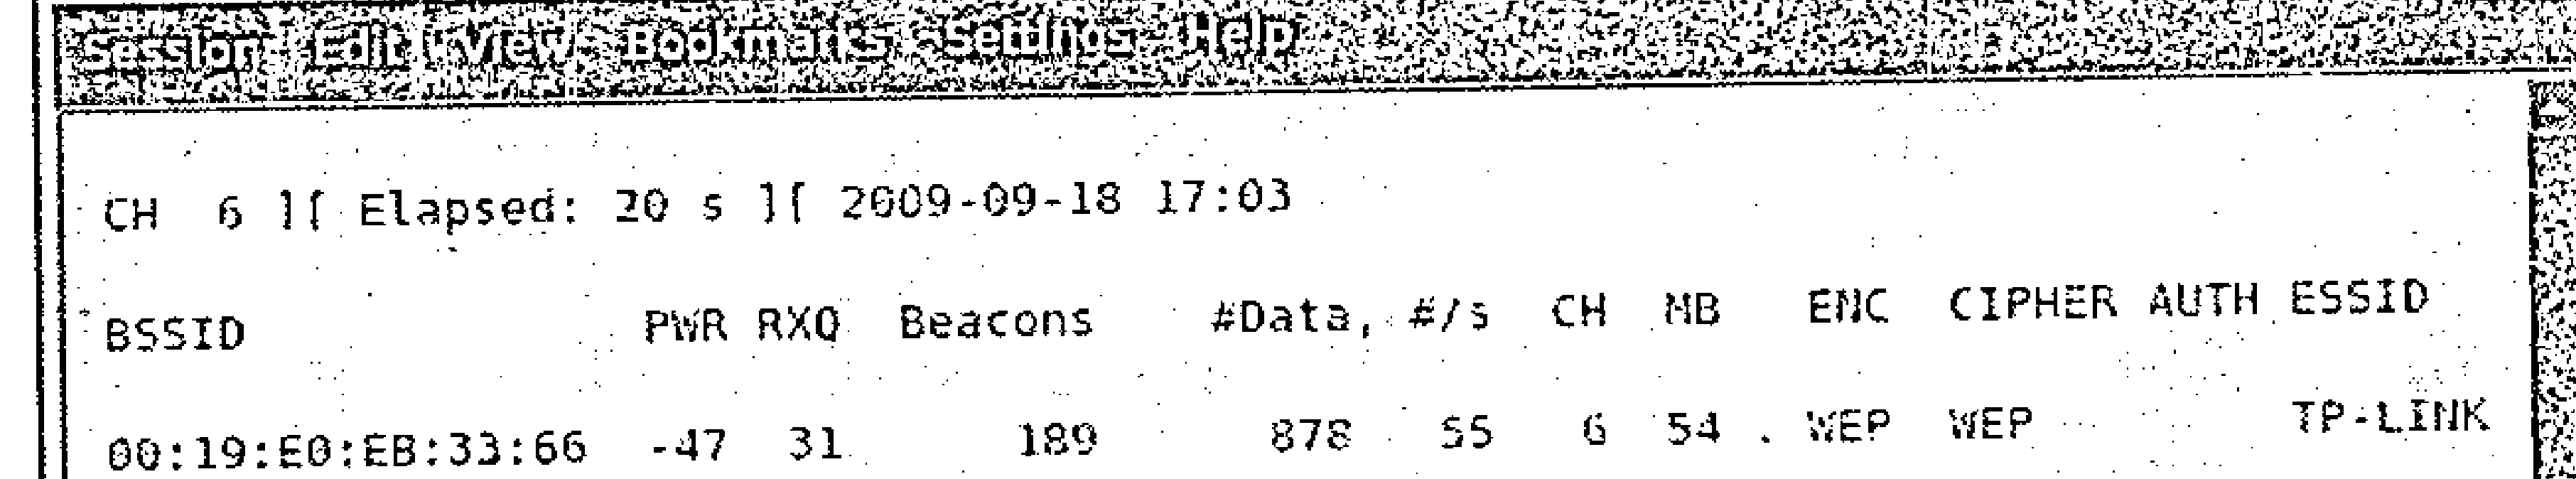 Session Edit View Bookmarks Settings Help
CH 6 ][ Elapsed: 20 s ][ 2009-09-18 17:03
BSSID PWR RXQ Beacons #Data, #/s CH MB ENC CIPHER AUTH ESSID
00:19:E0:EB:33:66 -47 31 189 878 55 6 54 . WEP WEP TP-LINK